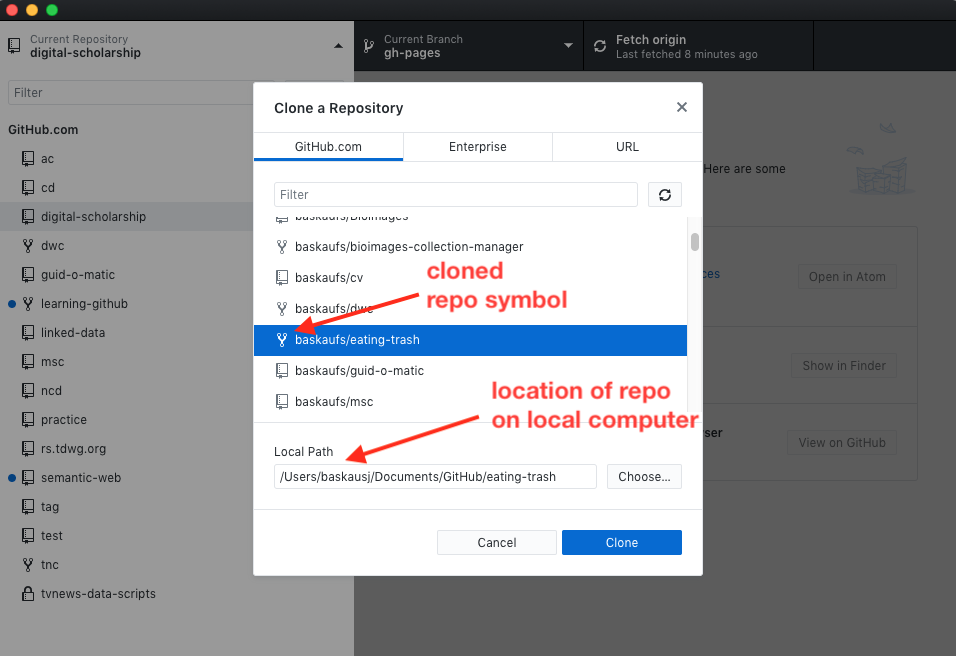 Current Repository
digital-scholarship
Current Branch
gh-pages
Fetch origin
Last fetched 8 minutes ago
Filter
GitHub.com
ac
cd
digital-scholarship
dwc
guid-o-matic
learning-github
linked-data
msc
ncd
practice
rs.tdwg.org
semantic-web
tag
test
tnc
tvnews-data-scripts
Clone a Repository
GitHub.com
Enterprise
URL
Filter
baskaufs/Bioimages
baskaufs/bioimages-collection-manager
baskaufs/cv
baskaufs/dwc
baskaufs/eating-trash
baskaufs/guid-o-matic
baskaufs/msc
cloned
repo symbol
location of repo
on local computer
Local Path
/Users/baskausj/Documents/GitHub/eating-trash
Choose...
Cancel
Clone
Here are some
Open in Atom
Show in Finder
View on GitHub